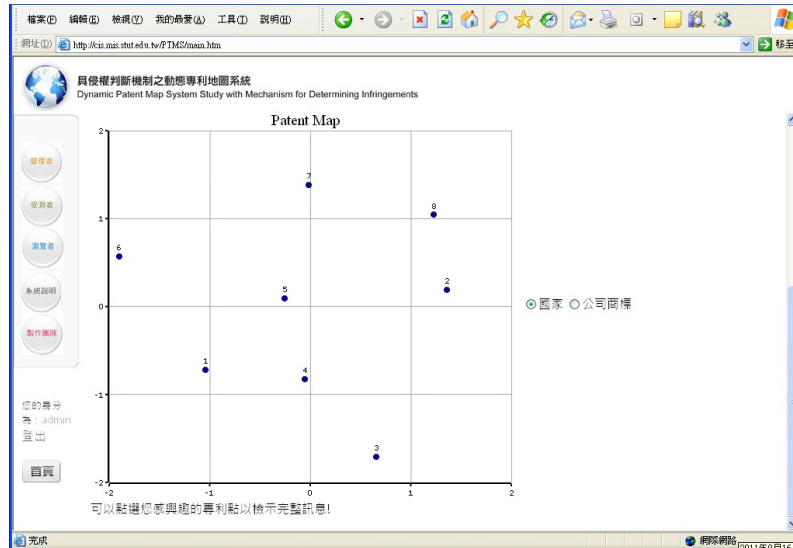 檔案(F) 編輯(E) 檢視(V) 我的最愛(A) 工具(T) 說明(H)
網址(D) http://cis.mis.stut.edu.tw/PTMS/main.htm 移至
具侵權判斷機制之動態專利地圖系統
Dynamic Patent Map System Study with Mechanism for Determining Infringements
Patent Map
管理者
受測者
瀏覽者
系統說明
製作團隊
您的身分
為：admin
登出
首頁
2
1
0
-1
-2
7
8
6
2
5
1
4
3
-2 -1 0 1 2
國家 公司商標
可以點選您感興趣的專利點以檢示完整訊息!
完成 網際網路